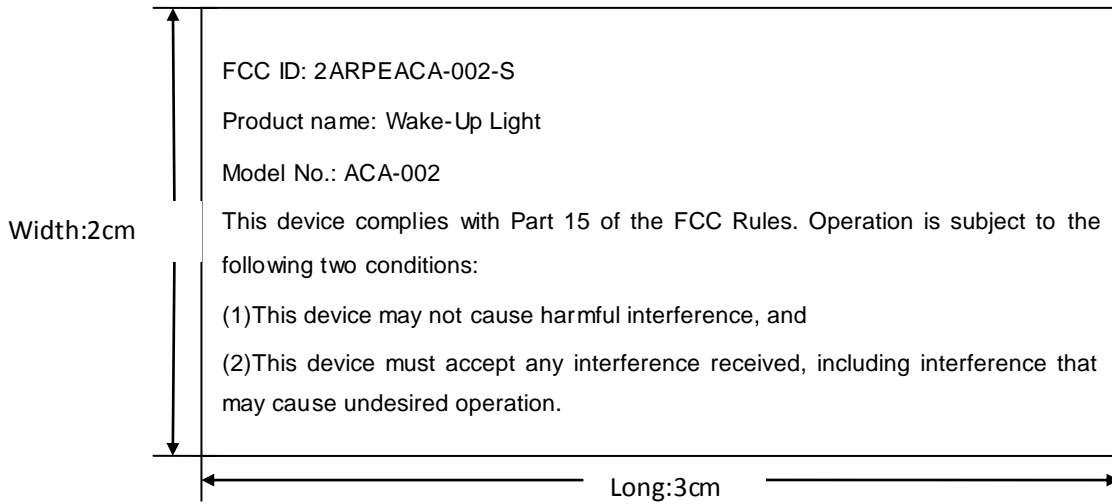 FCC ID: 2ARPEACA-002-S
Product name: Wake-Up Light
Model No.: ACA-002
Width:2cm
This device complies with Part 15 of the FCC Rules. Operation is subject to the
following two conditions:
(1)This device may not cause harmful interference, and
(2)This device must accept any interference received, including interference that
may cause undesired operation.
Long:3cm